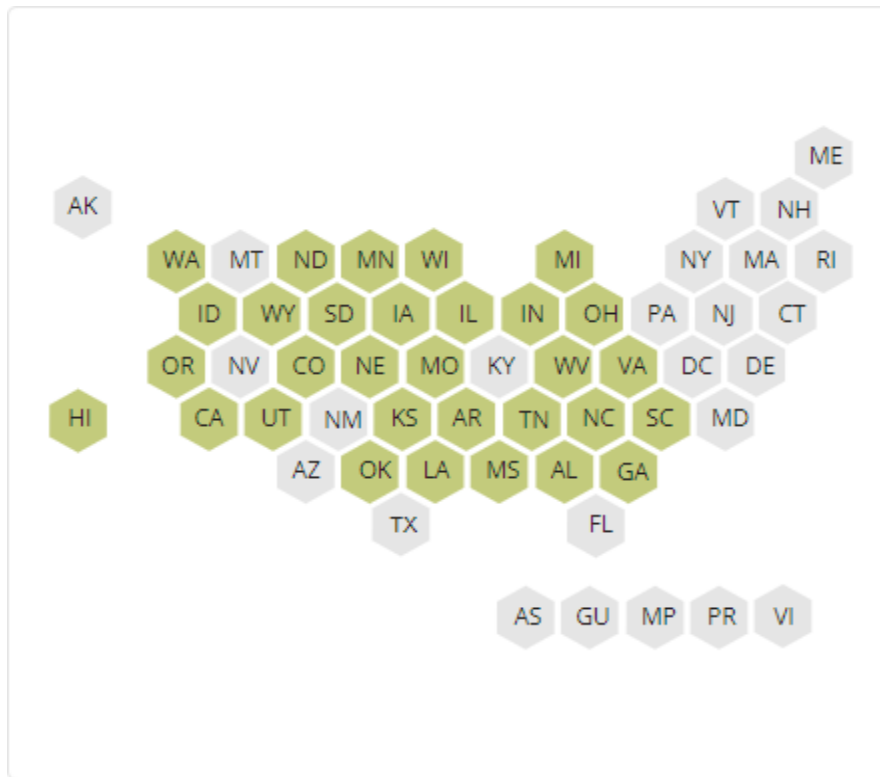 ME
AK VT NH
WA MT ND MN WI MI NY MA RI
ID WY SD IA IL IN OH PA NJ CT
OR NV CO NE MO KY WV VA DC DE
HI CA UT NM KS AR TN NC SC MD
AZ OK LA MS AL GA
TX FL
AS GU MP PR VI